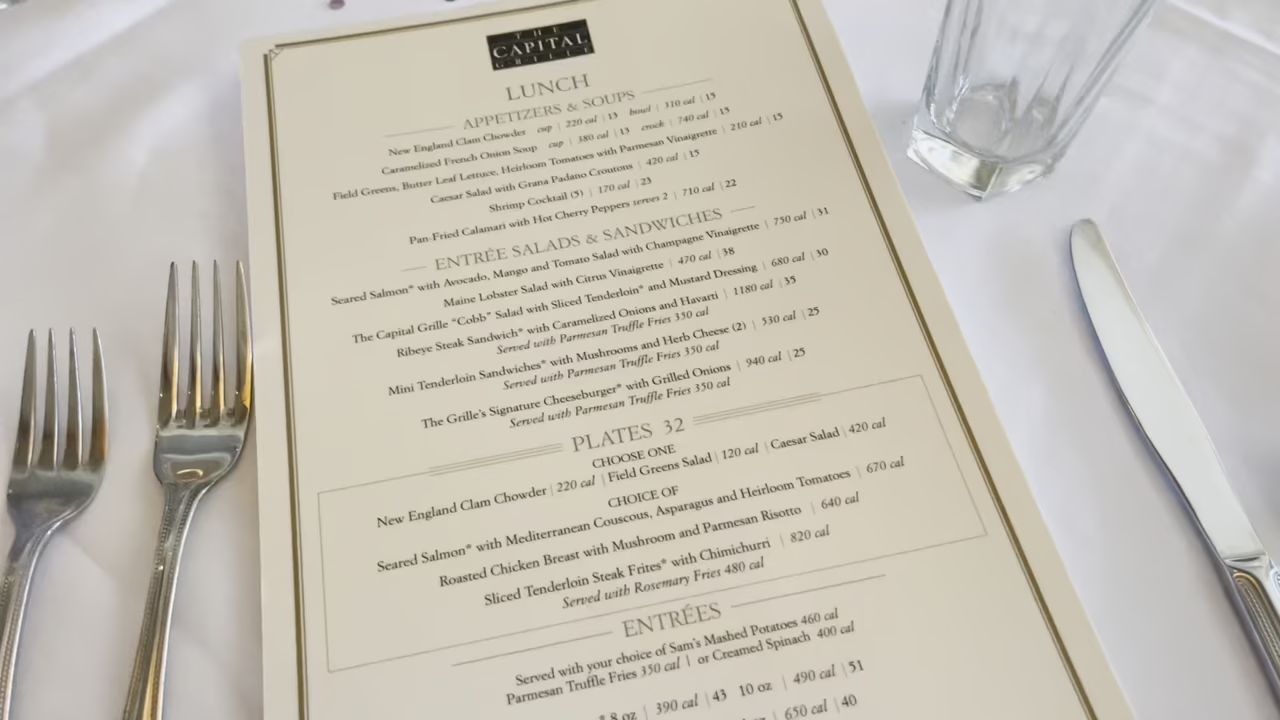 THE
CAPITAL
GRILLE
LUNCH
APPETIZERS & SOUPS
New England Clam Chowder cup | 220 cal | 13 bowl | 310 cal | 15
Caramelized French Onion Soup cup | 380 cal | 13 crock | 740 cal | 15
Field Greens, Butter Leaf Lettuce, Heirloom Tomatoes with Parmesan Vinaigrette | 210 cal | 15
Caesar Salad with Grana Padano Croutons | 420 cal | 15
Shrimp Cocktail (5) | 170 cal | 23
Pan-Fried Calamari with Hot Cherry Peppers serves 2 | 710 cal | 22
ENTRÉE SALADS & SANDWICHES
Seared Salmon* with Avocado, Mango and Tomato Salad with Champagne Vinaigrette | 750 cal | 31
Maine Lobster Salad with Citrus Vinaigrette | 470 cal | 38
The Capital Grille "Cobb" Salad with Sliced Tenderloin* and Mustard Dressing | 680 cal | 30
Ribeye Steak Sandwich* with Caramelized Onions and Havarti | 1180 cal | 35
Served with Parmesan Truffle Fries 350 cal
Mini Tenderloin Sandwiches* with Mushrooms and Herb Cheese (2) | 530 cal | 25
Served with Parmesan Truffle Fries 350 cal
The Grille's Signature Cheeseburger* with Grilled Onions | 940 cal | 25
Served with Parmesan Truffle Fries 350 cal
PLATES 32
CHOOSE ONE
New England Clam Chowder | 220 cal | Field Greens Salad | 120 cal | Caesar Salad | 420 cal
CHOICE OF
Seared Salmon* with Mediterranean Couscous, Asparagus and Heirloom Tomatoes | 670 cal
Roasted Chicken Breast with Mushroom and Parmesan Risotto | 640 cal
Sliced Tenderloin Steak Frites* with Chimichurri | 820 cal
Served with Rosemary Fries 480 cal
ENTRÉES
Served with your choice of Sam's Mashed Potatoes 460 cal
Parmesan Truffle Fries 350 cal | or Creamed Spinach 400 cal
* 8 oz | 390 cal | 43 10 oz | 490 cal | 51
| 650 cal | 40